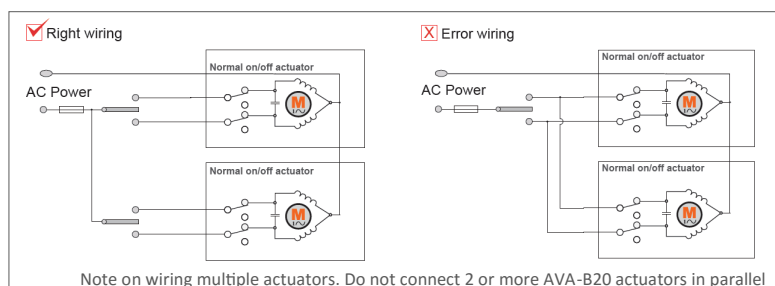 Right wiring
X Error wiring
Normal on/off actuator
Normal on/off actuator
AC Power
AC Power
M
M
Normal on/off actuator
Normal on/off actuator
M
M
Note on wiring multiple actuators. Do not connect 2 or more AVA-B20 actuators in parallel